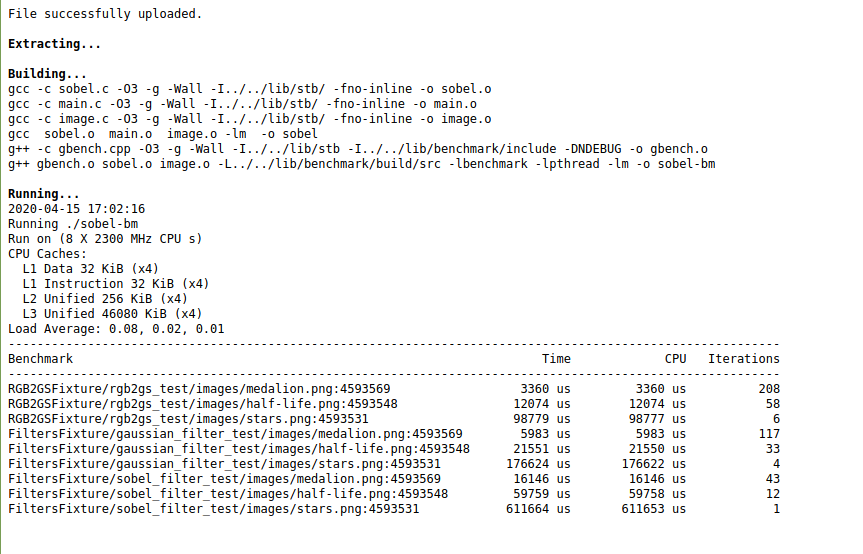 File successfully uploaded.
Extracting...
Building...
gcc -c sobel.c -O3 -g -Wall -I../../lib/stb/ -fno-inline -o sobel.o
gcc -c main.c -O3 -g -Wall -I../../lib/stb/ -fno-inline -o main.o
gcc -c image.c -O3 -g -Wall -I../../lib/stb/ -fno-inline -o image.o
gcc  sobel.o  main.o  image.o -lm  -o sobel
g++ -c gbench.cpp -O3 -g -Wall -I../../lib/stb -I../../lib/benchmark/include -DNDEBUG -o gbench.o
g++ gbench.o sobel.o image.o -L../../lib/benchmark/build/src -lbenchmark -lpthread -lm -o sobel-bm
Running...
2020-04-15 17:02:16
Running ./sobel-bm
Run on (8 X 2300 MHz CPU s)
CPU Caches:
  L1 Data 32 KiB (x4)
  L1 Instruction 32 KiB (x4)
  L2 Unified 256 KiB (x4)
  L3 Unified 46080 KiB (x4)
Load Average: 0.08, 0.02, 0.01
-----------------------------------------------------------------------------------------------------------
Benchmark                                                                 Time             CPU   Iterations
-----------------------------------------------------------------------------------------------------------
RGB2GSFixture/rgb2gs_test/images/medalion.png:4593569                  3360 us         3360 us          208
RGB2GSFixture/rgb2gs_test/images/half-life.png:4593548                12074 us        12074 us           58
RGB2GSFixture/rgb2gs_test/images/stars.png:4593531                    98779 us        98777 us            6
FiltersFixture/gaussian_filter_test/images/medalion.png:4593569        5983 us         5983 us          117
FiltersFixture/gaussian_filter_test/images/half-life.png:4593548      21551 us        21550 us           33
FiltersFixture/gaussian_filter_test/images/stars.png:4593531         176624 us       176622 us            4
FiltersFixture/sobel_filter_test/images/medalion.png:4593569          16146 us        16146 us           43
FiltersFixture/sobel_filter_test/images/half-life.png:4593548         59759 us        59758 us           12
FiltersFixture/sobel_filter_test/images/stars.png:4593531            611664 us       611653 us            1